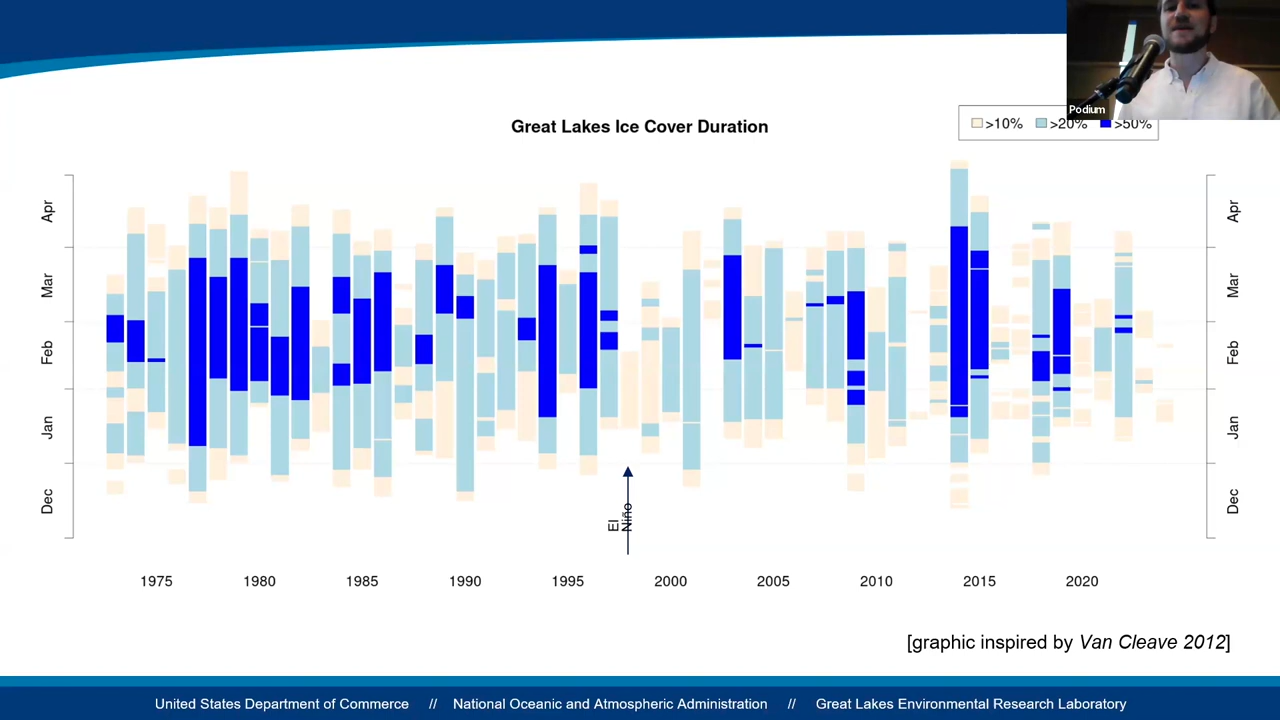 Podium
Great Lakes Ice Cover Duration
>10% >20% >50%
Apr
Mar
Feb
Jan
Dec
Apr
Mar
Feb
Jan
Dec
El
Niño
1975 1980 1985 1990 1995 2000 2005 2010 2015 2020
[graphic inspired by Van Cleave 2012]
United States Department of Commerce // National Oceanic and Atmospheric Administration // Great Lakes Environmental Research Laboratory